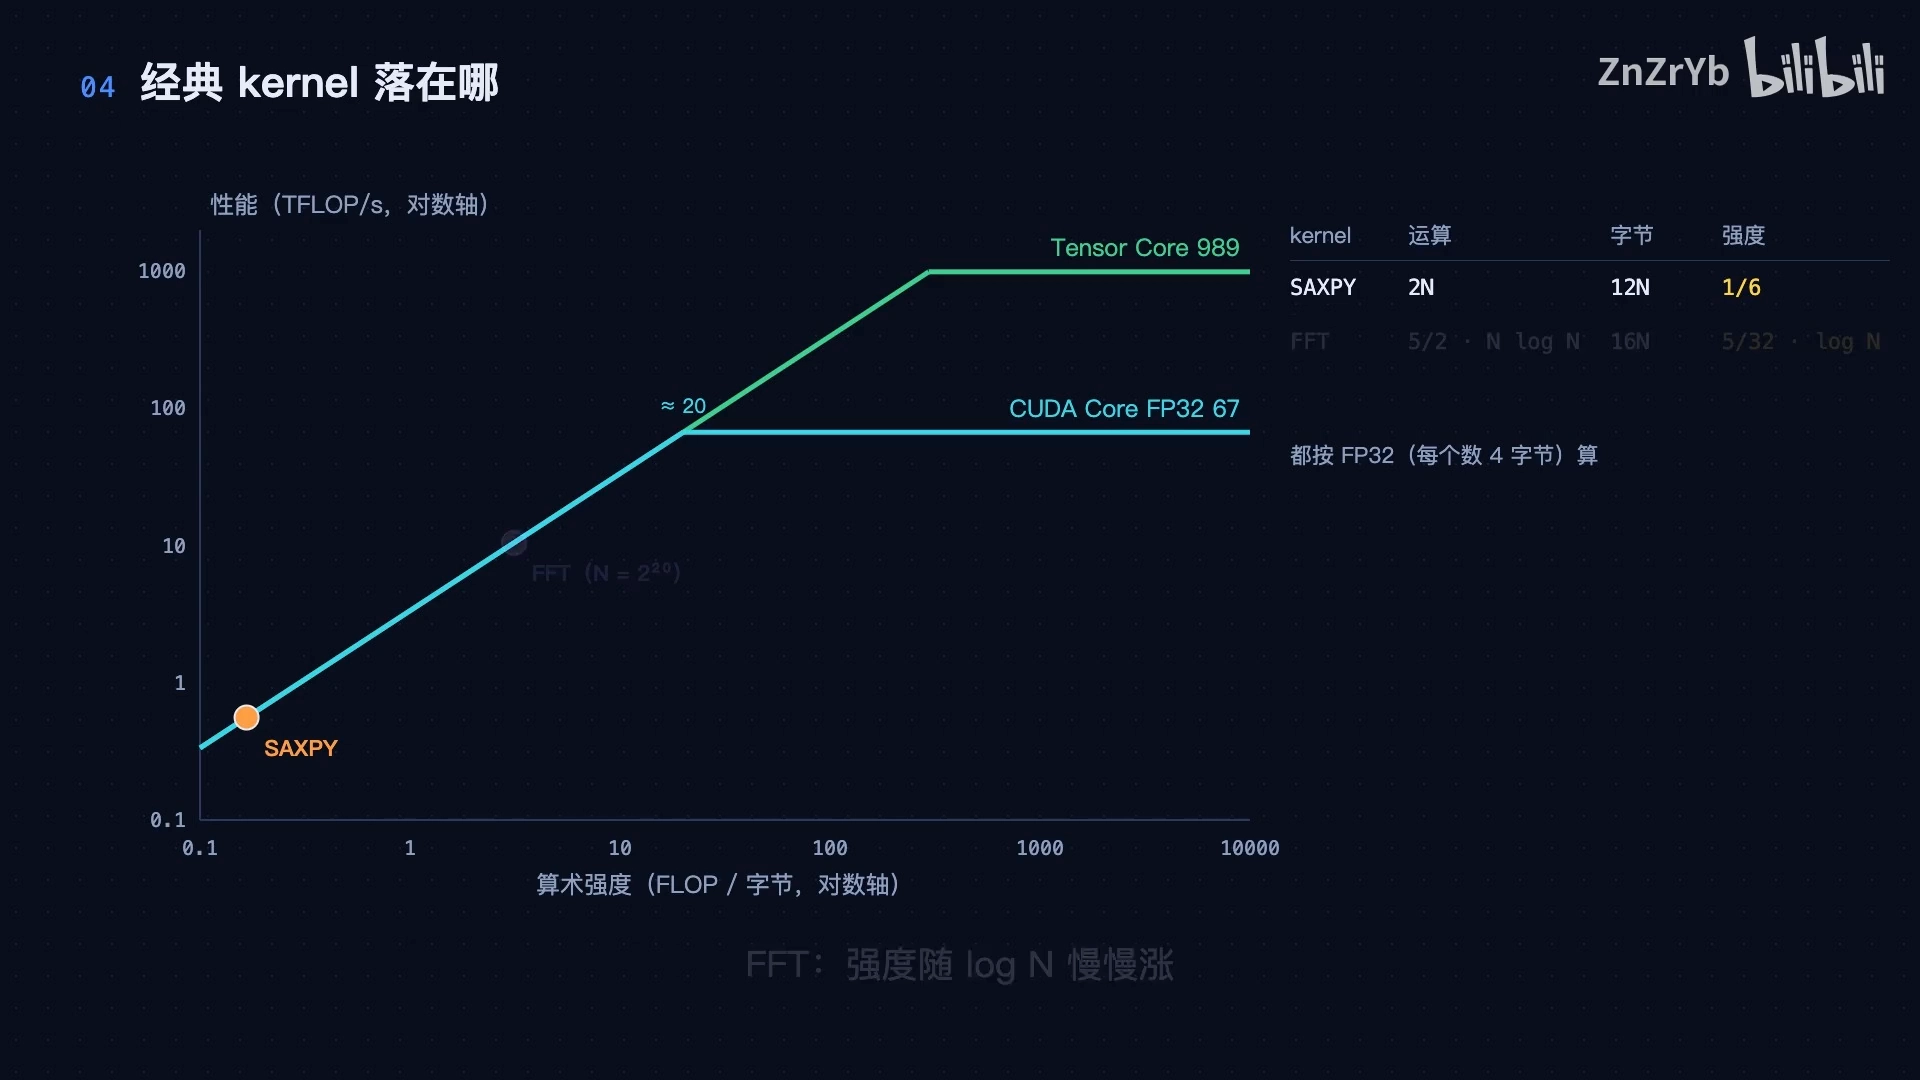 04 经典 kernel 落在哪
ZnZrYb bilibili
性能（TFLOP/s，对数轴）
1000
100
10
1
0.1
0.1 1 10 100 1000 10000
算术强度（FLOP / 字节，对数轴）
Tensor Core 989
≈ 20
CUDA Core FP32 67
FFT（N = 2²⁰）
SAXPY
kernel 运算 字节 强度
SAXPY 2N 12N 1/6
FFT 5/2 · N log N 16N 5/32 · log N
都按 FP32（每个数 4 字节）算
FFT：强度随 log N 慢慢涨